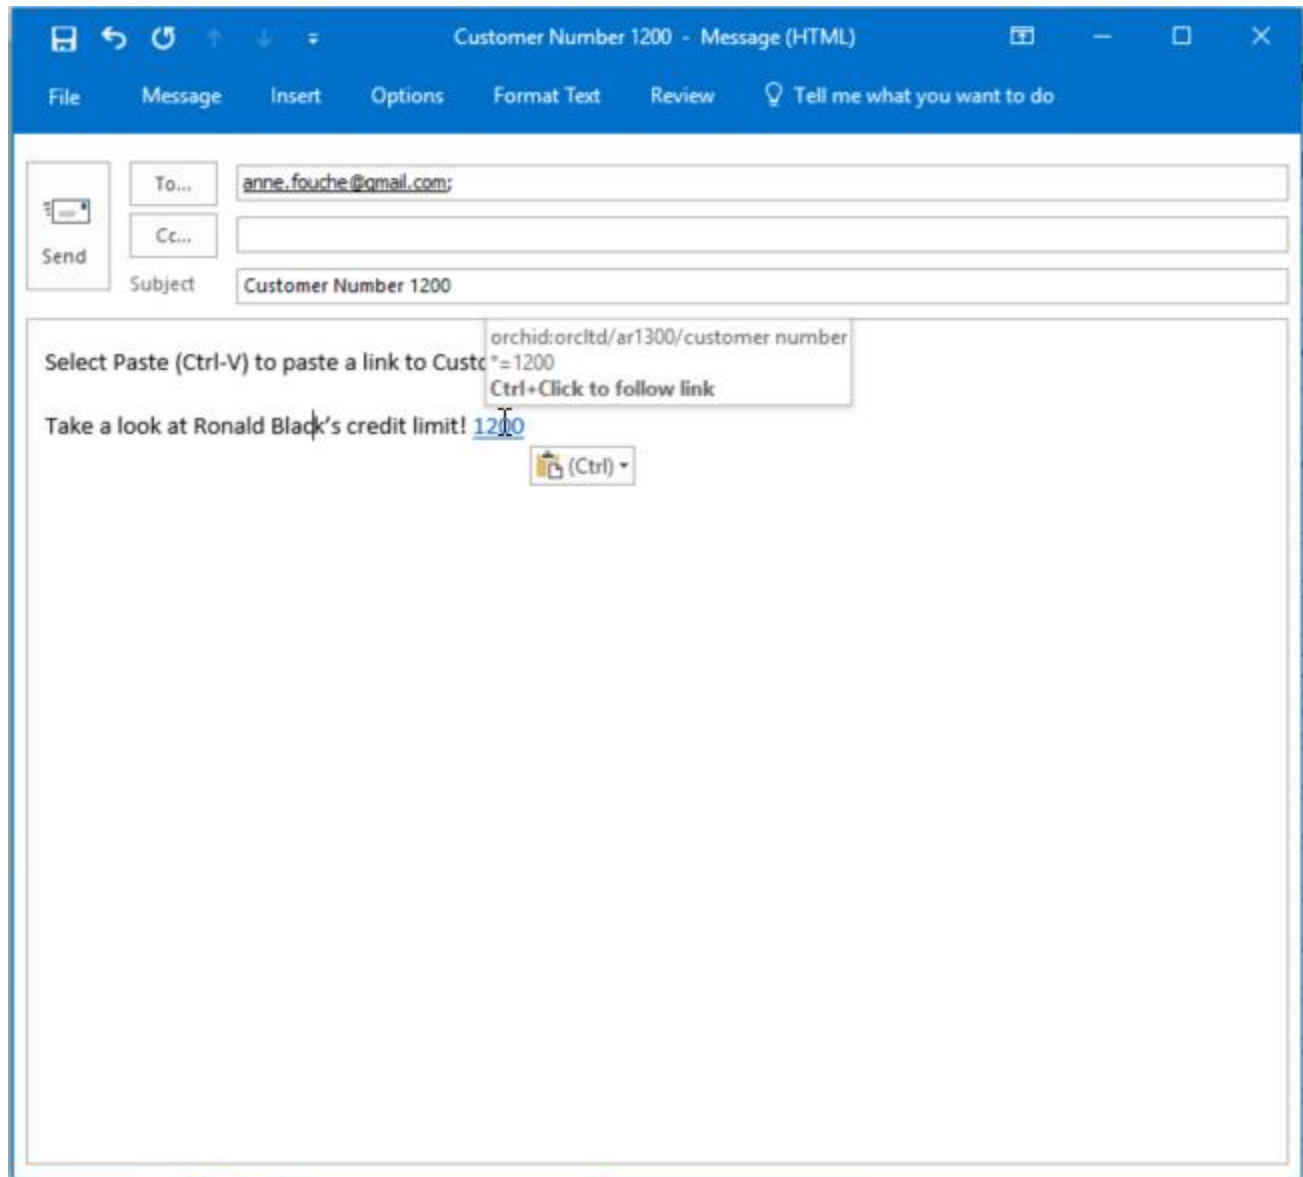 Customer Number 1200 - Message (HTML)
File Message Insert Options Format Text Review Tell me what you want to do
To... anne.fouche@gmail.com;
Cc...
Send
Subject Customer Number 1200
orchid:orcltd/ar1300/customer number
*=1200
Ctrl+Click to follow link
Select Paste (Ctrl-V) to paste a link to
Take a look at Ronald Black’s credit limit! 1200
(Ctrl)